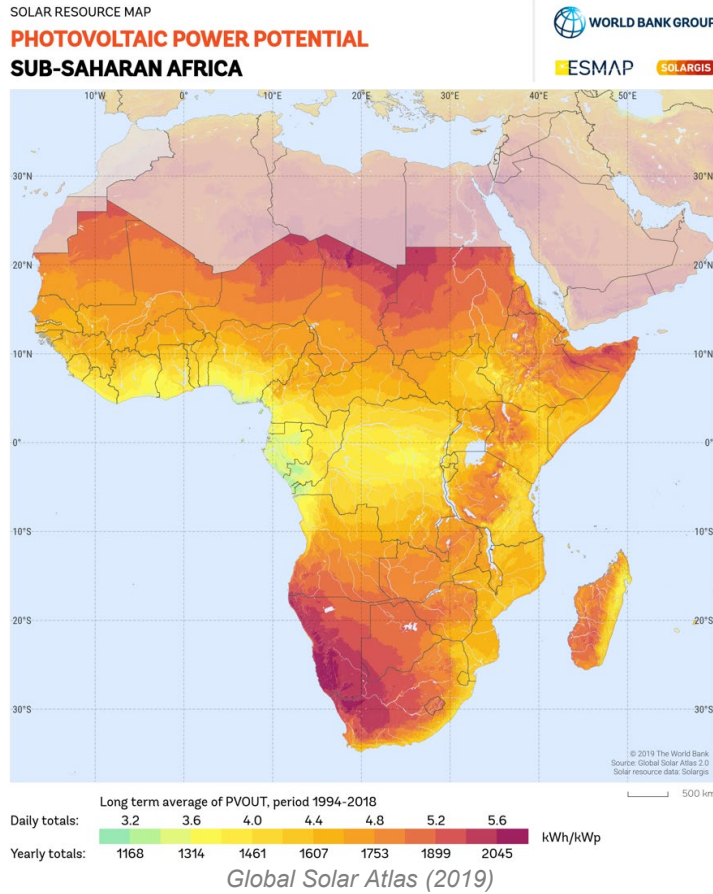 SOLAR RESOURCE MAP
PHOTOVOLTAIC POWER POTENTIAL
SUB-SAHARAN AFRICA
WORLD BANK GROUP
ESMAP
SOLARGIS
10°W 0° 10°E 20°E 30°E 40°E 50°E
30°N 30°N
20°N 20°N
10°N 10°N
0° 0°
10°S 10°S
20°S 20°S
30°S 30°S
© 2019 The World Bank
Source: Global Solar Atlas 2.0
Solar resource data: Solargis
500 km
Long term average of PVOUT, period 1994-2018
Daily totals: 3.2 3.6 4.0 4.4 4.8 5.2 5.6
kWh/kWp
Yearly totals: 1168 1314 1461 1607 1753 1899 2045
Global Solar Atlas (2019)